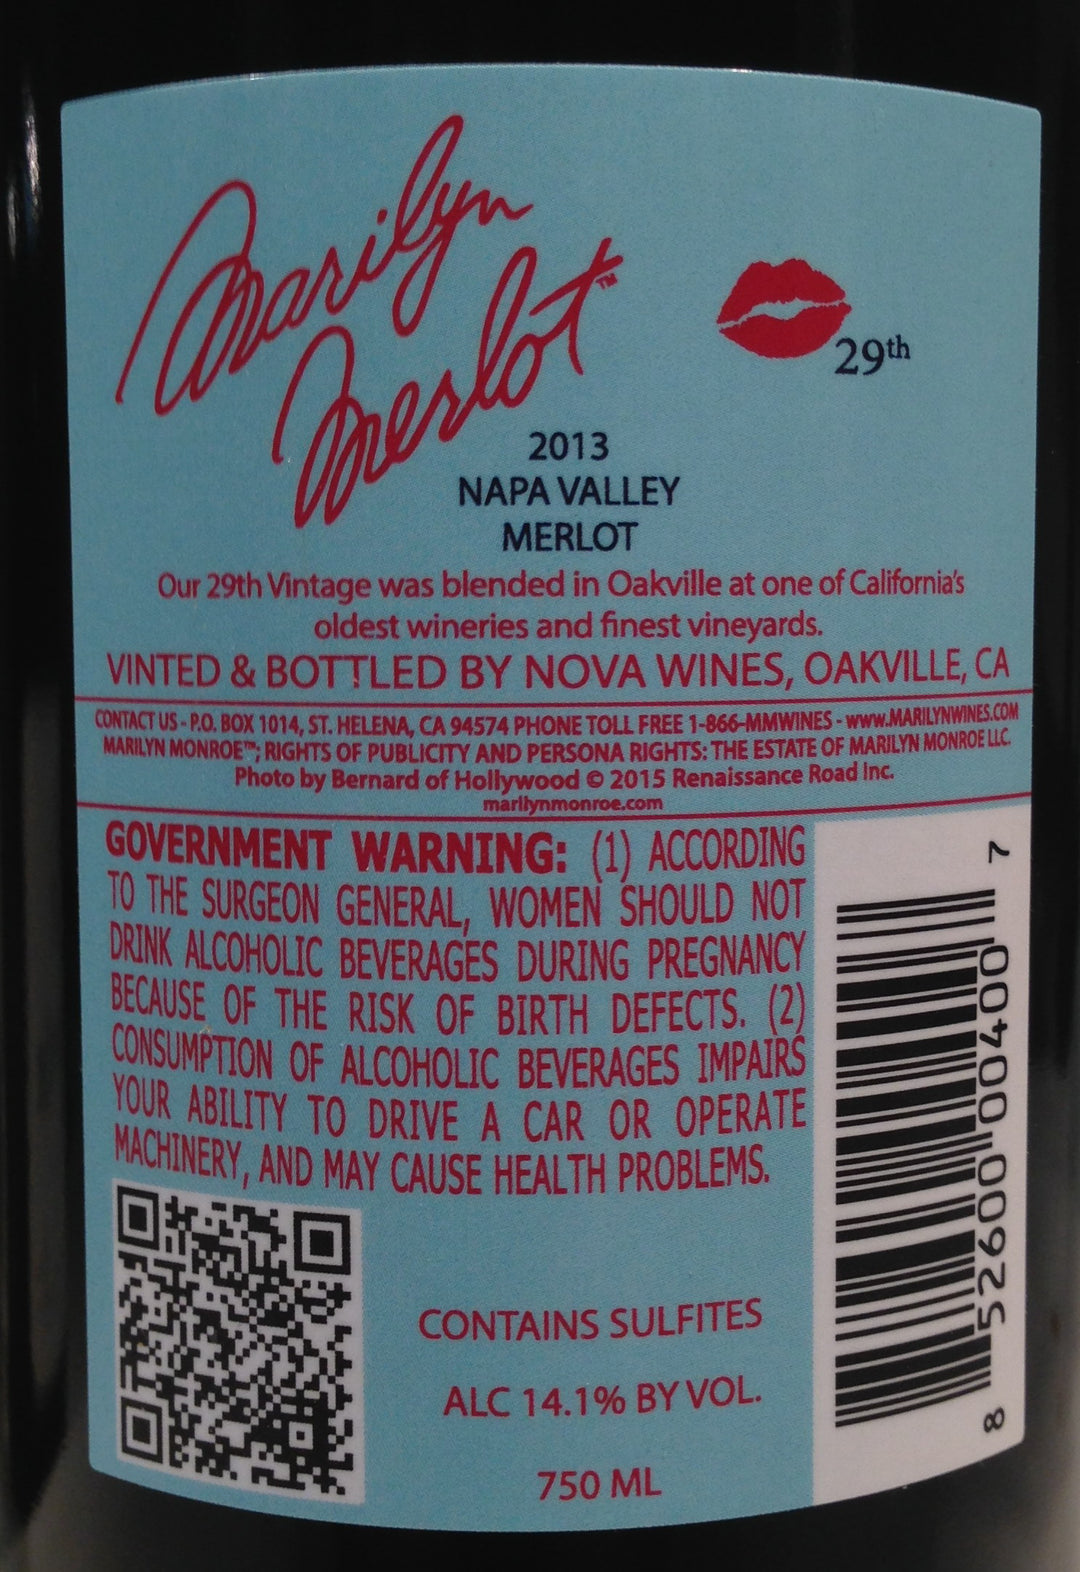 Marilyn
Merlot™
29th
2013
NAPA VALLEY
MERLOT
Our 29th Vintage was blended in Oakville at one of California's
oldest wineries and finest vineyards.
VINTED & BOTTLED BY NOVA WINES, OAKVILLE, CA
CONTACT US - P.O. BOX 1014, ST. HELENA, CA 94574 PHONE TOLL FREE 1-866-MMWINES - www.MARILYNWINES.COM
MARILYN MONROE™; RIGHTS OF PUBLICITY AND PERSONA RIGHTS: THE ESTATE OF MARILYN MONROE LLC.
Photo by Bernard of Hollywood © 2015 Renaissance Road Inc.
marilynmonroe.com
GOVERNMENT WARNING: (1) ACCORDING
TO THE SURGEON GENERAL, WOMEN SHOULD NOT
DRINK ALCOHOLIC BEVERAGES DURING PREGNANCY
BECAUSE OF THE RISK OF BIRTH DEFECTS. (2)
CONSUMPTION OF ALCOHOLIC BEVERAGES IMPAIRS
YOUR ABILITY TO DRIVE A CAR OR OPERATE
MACHINERY, AND MAY CAUSE HEALTH PROBLEMS.
CONTAINS SULFITES
ALC 14.1% BY VOL.
750 ML
8 52600 00400 7